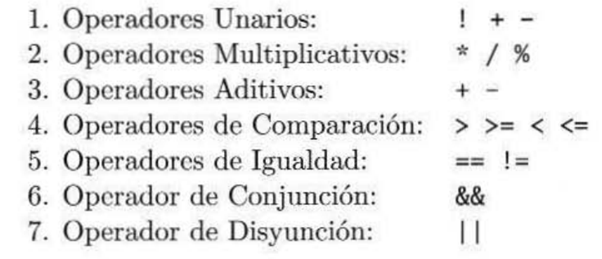 1. Operadores Unarios: ! + -
2. Operadores Multiplicativos: * / %
3. Operadores Aditivos: + -
4. Operadores de Comparación: > >= < <=
5. Operadores de Igualdad: == !=
6. Operador de Conjunción: &&
7. Operador de Disyunción: ||